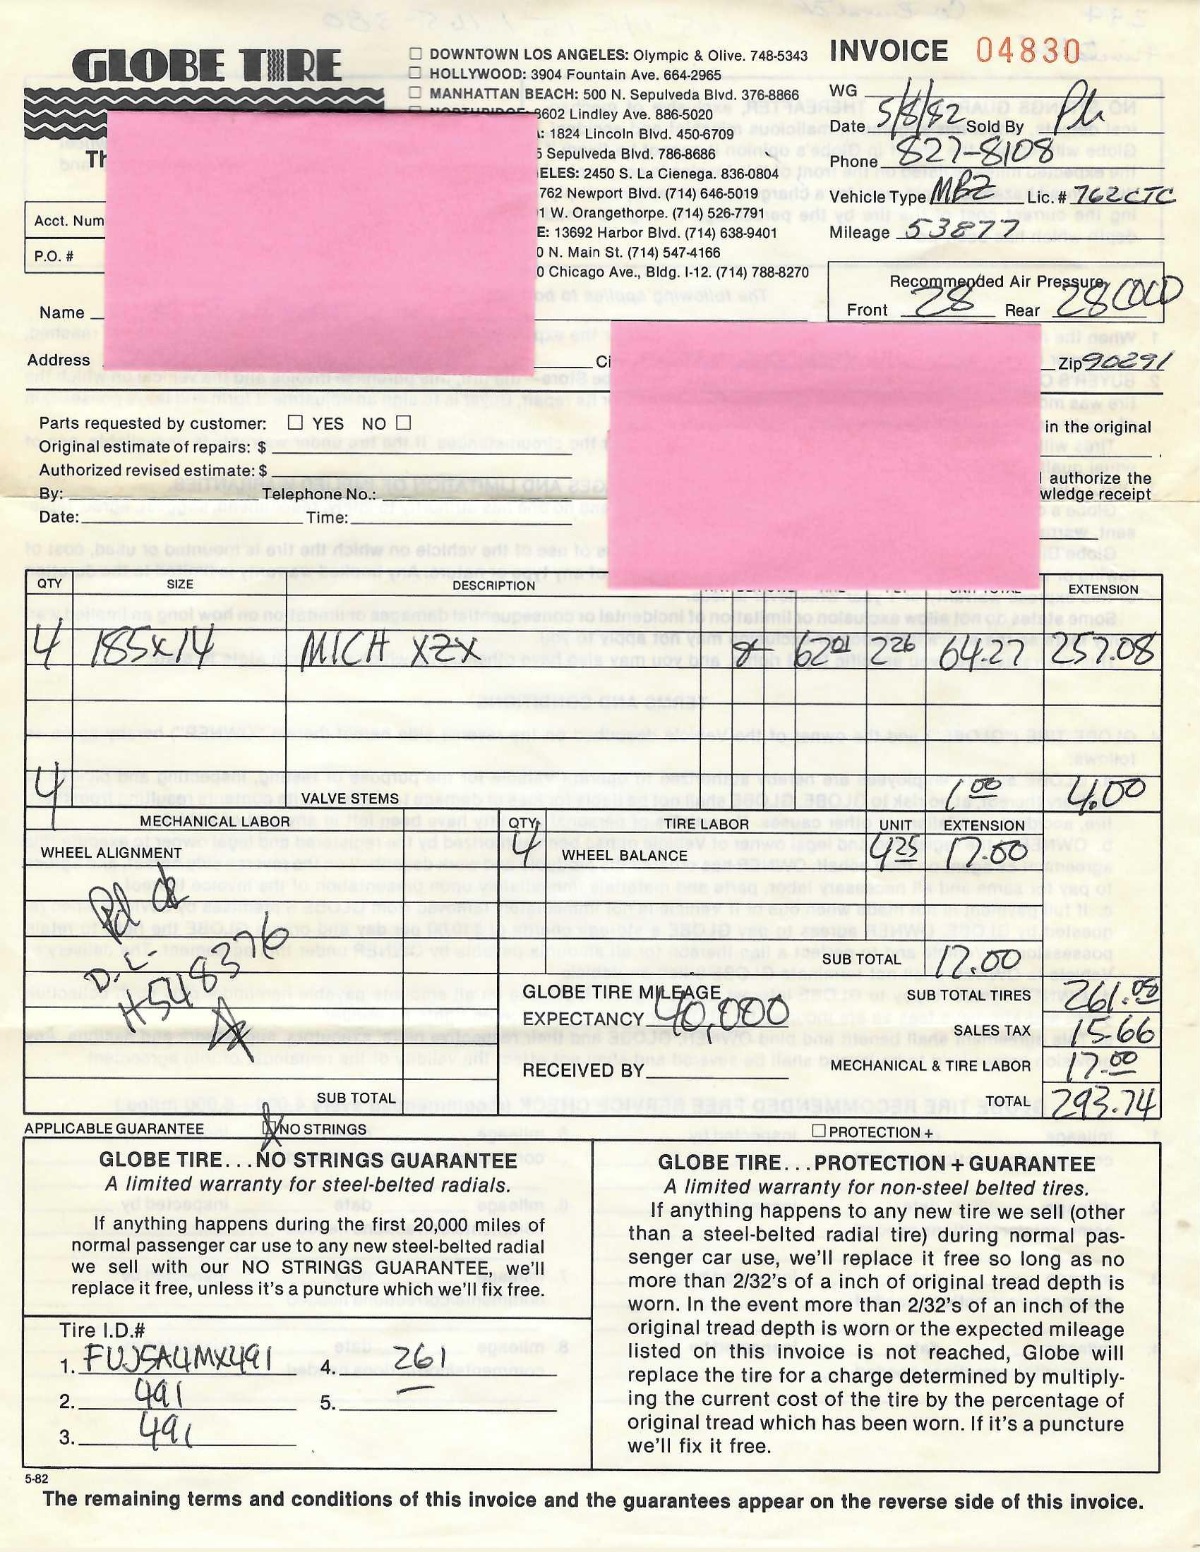 GLOBE TIRE
☐ DOWNTOWN LOS ANGELES: Olympic & Olive. 748-5343
☐ HOLLYWOOD: 3904 Fountain Ave. 664-2965
☐ MANHATTAN BEACH: 500 N. Sepulveda Blvd. 376-8866
8602 Lindley Ave. 886-5020
A: 1824 Lincoln Blvd. 450-6709
5 Sepulveda Blvd. 786-8686
ELES: 2450 S. La Cienega. 836-0804
762 Newport Blvd. (714) 646-5019
1 W. Orangethorpe. (714) 526-7791
E: 13692 Harbor Blvd. (714) 638-9401
0 N. Main St. (714) 547-4166
0 Chicago Ave., Bldg. I-12. (714) 788-8270
INVOICE 04830
WG
Date 5/8/82 Sold By
Phone 827-8108
Vehicle Type MBZ Lic.# 762CTC
Mileage 53877
Recommended Air Pressure
Front 28 Rear 28 COLD
Th
Acct. Num
P.O. #
Name
Address Ci Zip 90291
Parts requested by customer: ☐ YES NO ☐
Original estimate of repairs: $
Authorized revised estimate: $
By: Telephone No.:
Date: Time:
in the original
authorize the
wledge receipt
QTY SIZE DESCRIPTION EXTENSION
4 185x14 MICH XZX 62.01 2.26 64.27 257.08
4 VALVE STEMS 1.00 4.00
MECHANICAL LABOR QTY. TIRE LABOR UNIT EXTENSION
WHEEL ALIGNMENT 4 WHEEL BALANCE 4.25 17.00
Pd Ck
D.L.
H548376
SUB TOTAL 17.00
GLOBE TIRE MILEAGE
EXPECTANCY 40,000
RECEIVED BY
SUB TOTAL TIRES 261.08
SALES TAX 15.66
MECHANICAL & TIRE LABOR 17.00
SUB TOTAL
TOTAL 293.74
APPLICABLE GUARANTEE ☒ NO STRINGS ☐ PROTECTION +
GLOBE TIRE...NO STRINGS GUARANTEE
A limited warranty for steel-belted radials.
If anything happens during the first 20,000 miles of
normal passenger car use to any new steel-belted radial
we sell with our NO STRINGS GUARANTEE, we'll
replace it free, unless it's a puncture which we'll fix free.
Tire I.D.#
1. FUJ5A4MX491 4. 261
2. 491 5.
3. 491
GLOBE TIRE...PROTECTION + GUARANTEE
A limited warranty for non-steel belted tires.
If anything happens to any new tire we sell (other
than a steel-belted radial tire) during normal pas-
senger car use, we'll replace it free so long as no
more than 2/32's of a inch of original tread depth is
worn. In the event more than 2/32's of an inch of the
original tread depth is worn or the expected mileage
listed on this invoice is not reached, Globe will
replace the tire for a charge determined by multiply-
ing the current cost of the tire by the percentage of
original tread which has been worn. If it's a puncture
we'll fix it free.
5-82
The remaining terms and conditions of this invoice and the guarantees appear on the reverse side of this invoice.